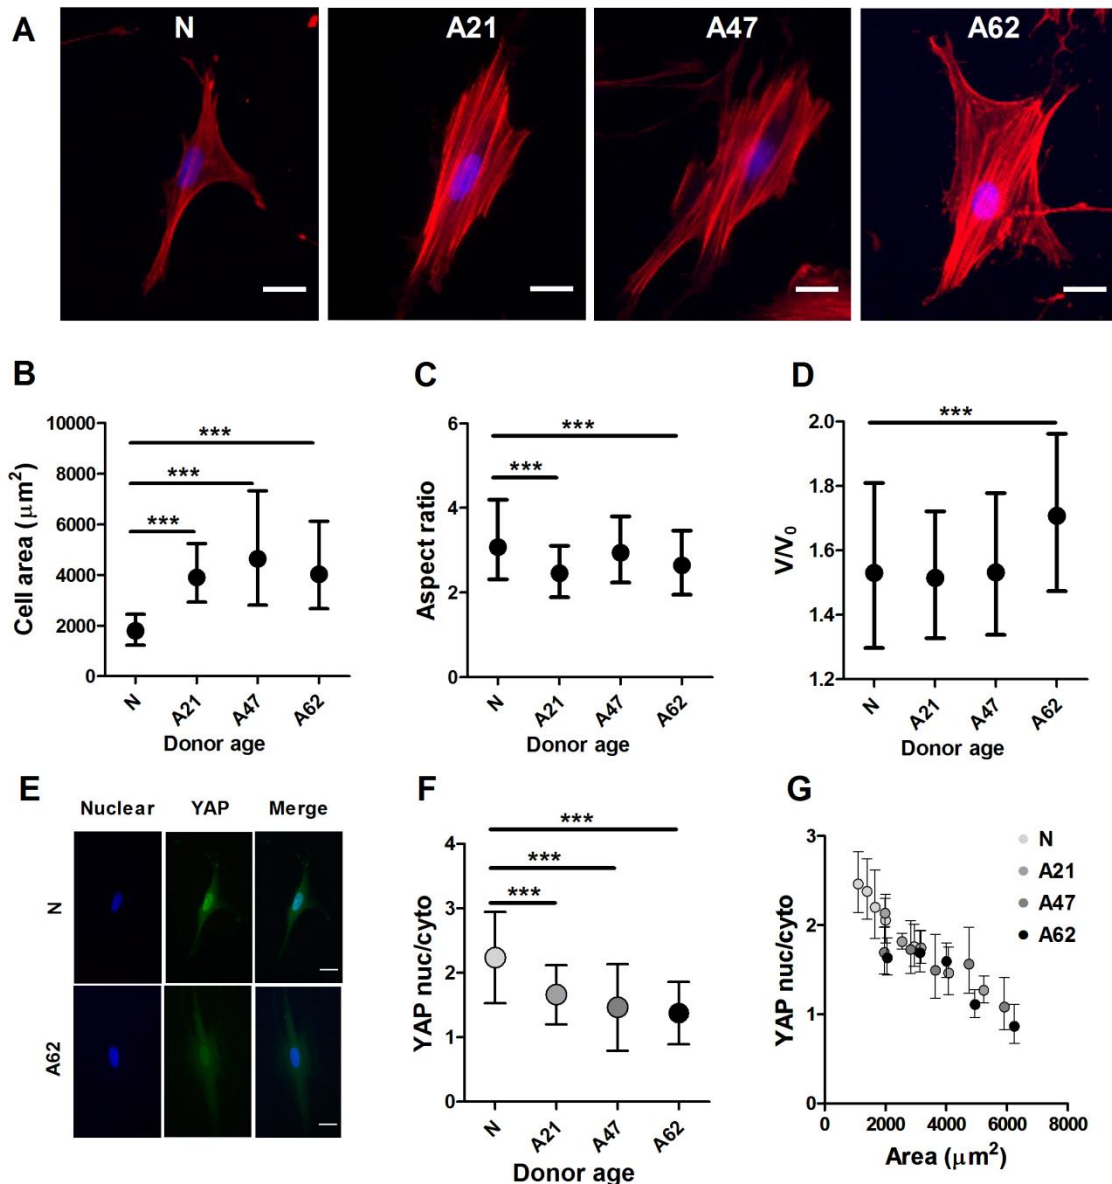 A
N
A21
A47
A62
B
Cell area (μm²)
10000
8000
6000
4000
2000
0
***
***
***
N
A21
A47
A62
Donor age
C
Aspect ratio
6
4
2
0
***
***
N
A21
A47
A62
Donor age
D
V/V₀
2.0
1.8
1.6
1.4
1.2
***
N
A21
A47
A62
Donor age
E
Nuclear YAP Merge
N
A62
F
YAP nuc/cyto
4
3
2
1
0
***
***
***
N
A21
A47
A62
Donor age
G
YAP nuc/cyto
3
2
1
0
N
A21
A47
A62
0 2000 4000 6000 8000
Area (μm²)